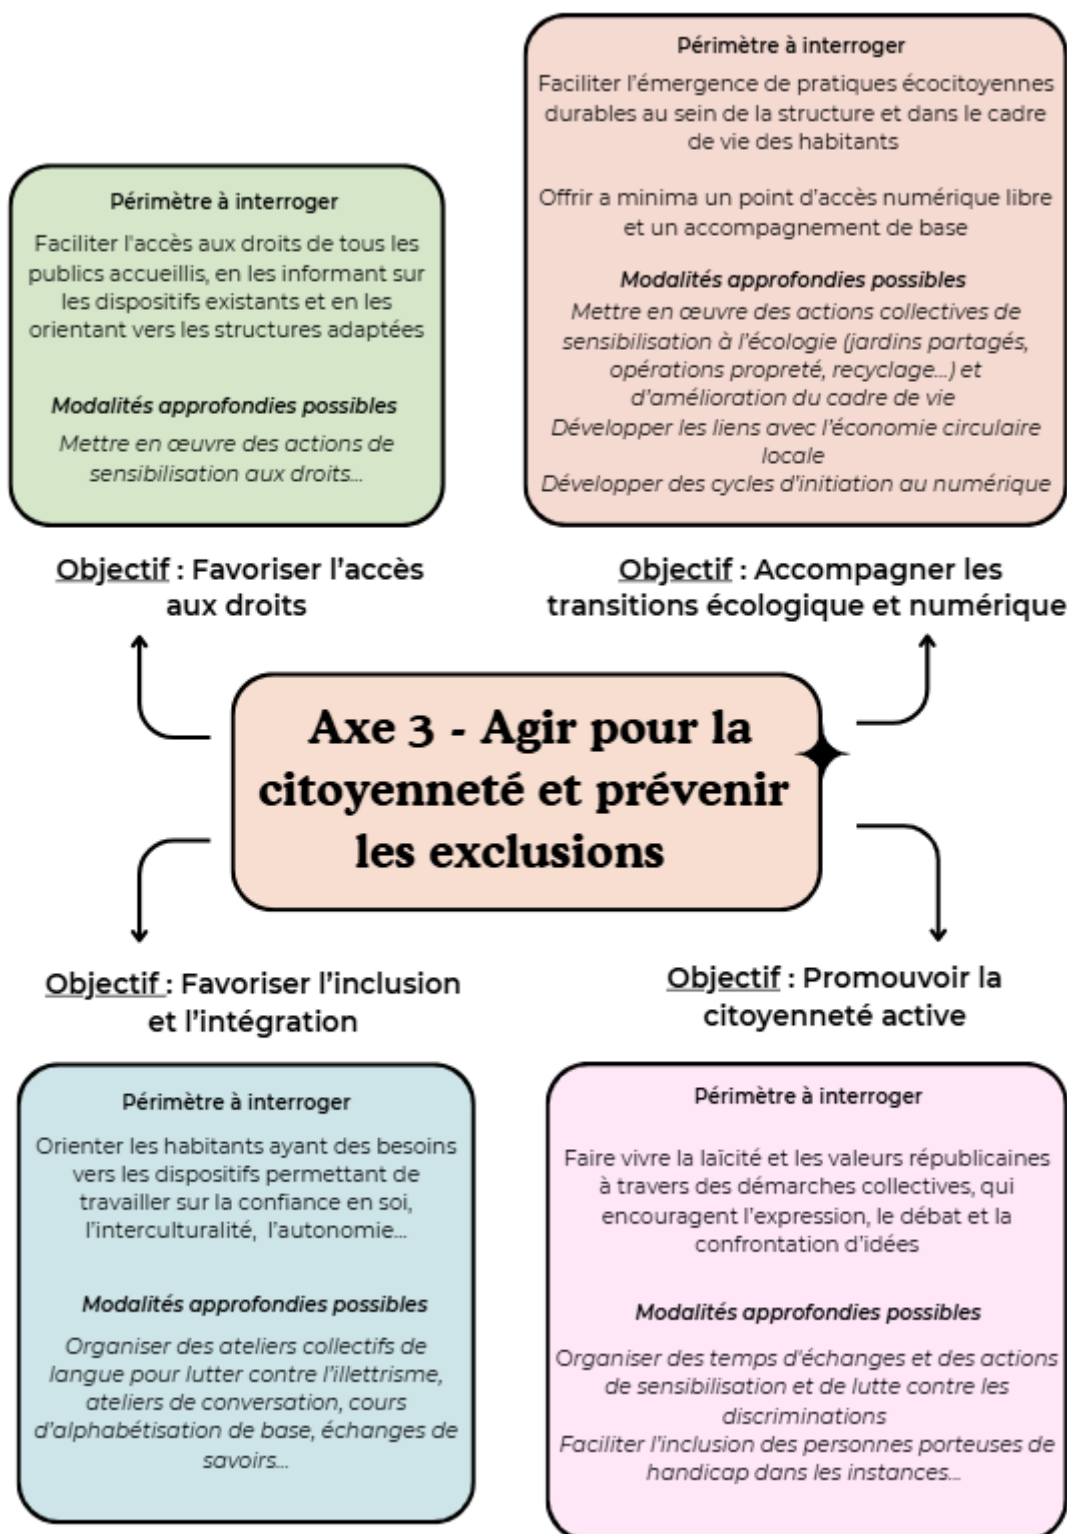 Périmètre à interroger
Faciliter l'accès aux droits de tous les
publics accueillis, en les informant sur
les dispositifs existants et en les
orientant vers les structures adaptées
Modalités approfondies possibles
Mettre en œuvre des actions de
sensibilisation aux droits...
Objectif : Favoriser l'accès
aux droits
Périmètre à interroger
Faciliter l'émergence de pratiques écocitoyennes
durables au sein de la structure et dans le cadre
de vie des habitants
Offrir a minima un point d'accès numérique libre
et un accompagnement de base
Modalités approfondies possibles
Mettre en œuvre des actions collectives de
sensibilisation à l'écologie (jardins partagés,
opérations propreté, recyclage...) et
d'amélioration du cadre de vie
Développer les liens avec l'économie circulaire
locale
Développer des cycles d'initiation au numérique
Objectif : Accompagner les
transitions écologique et numérique
Axe 3 - Agir pour la
citoyenneté et prévenir
les exclusions
Objectif : Favoriser l'inclusion
et l'intégration
Périmètre à interroger
Orienter les habitants ayant des besoins
vers les dispositifs permettant de
travailler sur la confiance en soi,
l'interculturalité, l'autonomie...
Modalités approfondies possibles
Organiser des ateliers collectifs de
langue pour lutter contre l'illettrisme,
ateliers de conversation, cours
d'alphabétisation de base, échanges de
savoirs...
Objectif : Promouvoir la
citoyenneté active
Périmètre à interroger
Faire vivre la laïcité et les valeurs républicaines
à travers des démarches collectives, qui
encouragent l'expression, le débat et la
confrontation d'idées
Modalités approfondies possibles
Organiser des temps d'échanges et des actions
de sensibilisation et de lutte contre les
discriminations
Faciliter l'inclusion des personnes porteuses de
handicap dans les instances...